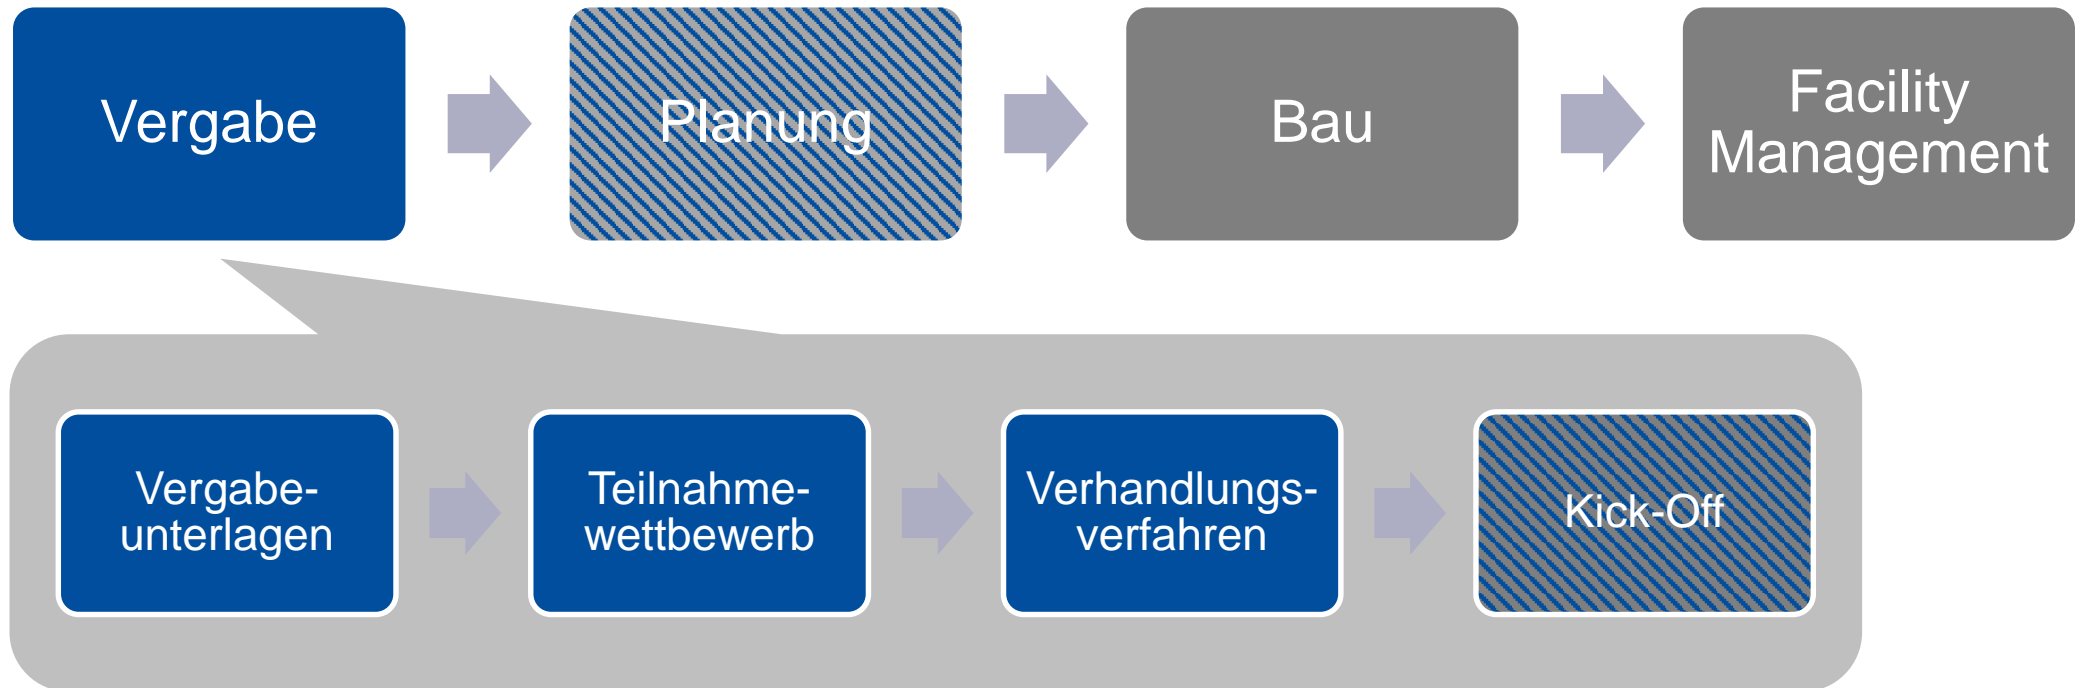 Vergabe
Planung
Bau
Facility
Management
Vergabe-
unterlagen
Teilnahme-
wettbewerb
Verhandlungs-
verfahren
Kick-Off